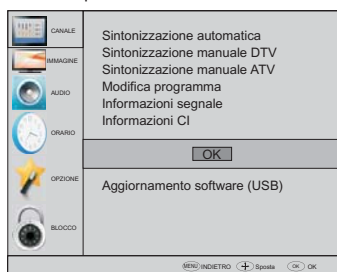 CANALE
IMMAGINE
AUDIO
ORARIO
OPZIONE
BLOCCO
Sintonizzazione automatica
Sintonizzazione manuale DTV
Sintonizzazione manuale ATV
Modifica programma
Informazioni segnale
Informazioni CI
OK
Aggiornamento software (USB)
MENU INDIETRO Sposta OK OK